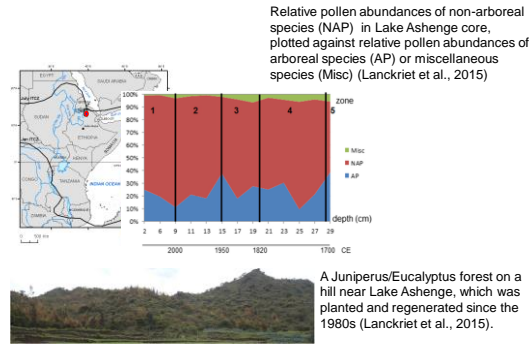 Relative pollen abundances of non-arboreal
species (NAP) in Lake Ashenge core,
plotted against relative pollen abundances of
arboreal species (AP) or miscellaneous
species (Misc) (Lanckriet et al., 2015)
EGYPT
SAUDI ARABIA
SUDAN
ETHIOPIA
KENYA
CONGO
TANZANIA
INDIAN OCEAN
ZAMBIA
100%
90%
80%
70%
60%
50%
40%
30%
20%
10%
0%
1 2 3 4 5
zone
Misc
NAP
AP
depth (cm)
2 6 9 11 13 15 18 20 23 25 27 29
2000 1950 1820 1700 CE
A Juniperus/Eucalyptus forest on a
hill near Lake Ashenge, which was
planted and regenerated since the
1980s (Lanckriet et al., 2015).